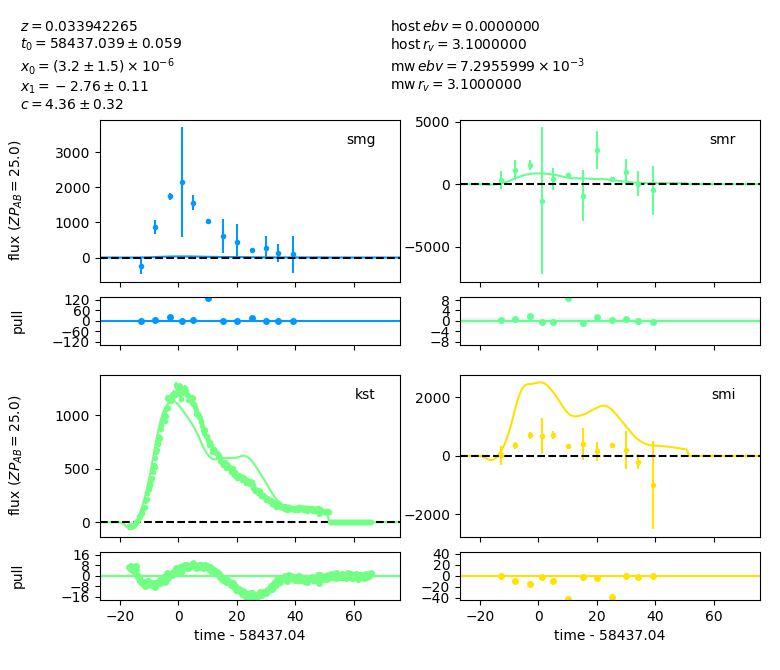 z = 0.033942265
t₀ = 58437.039 ± 0.059
x₀ = (3.2 ± 1.5) × 10⁻⁶
x₁ = −2.76 ± 0.11
c = 4.36 ± 0.32
host ebv = 0.0000000
host r_v = 3.1000000
mw ebv = 7.2955999 × 10⁻³
mw r_v = 3.1000000
flux (ZP_AB = 25.0)
3000
2000
1000
0
smg
5000
0
−5000
smr
pull
120
60
0
−60
−120
8
4
0
−4
−8
flux (ZP_AB = 25.0)
1000
500
0
kst
2000
0
−2000
smi
pull
16
8
0
−8
−16
40
20
0
−20
−40
−20 0 20 40 60
time - 58437.04
−20 0 20 40 60
time - 58437.04